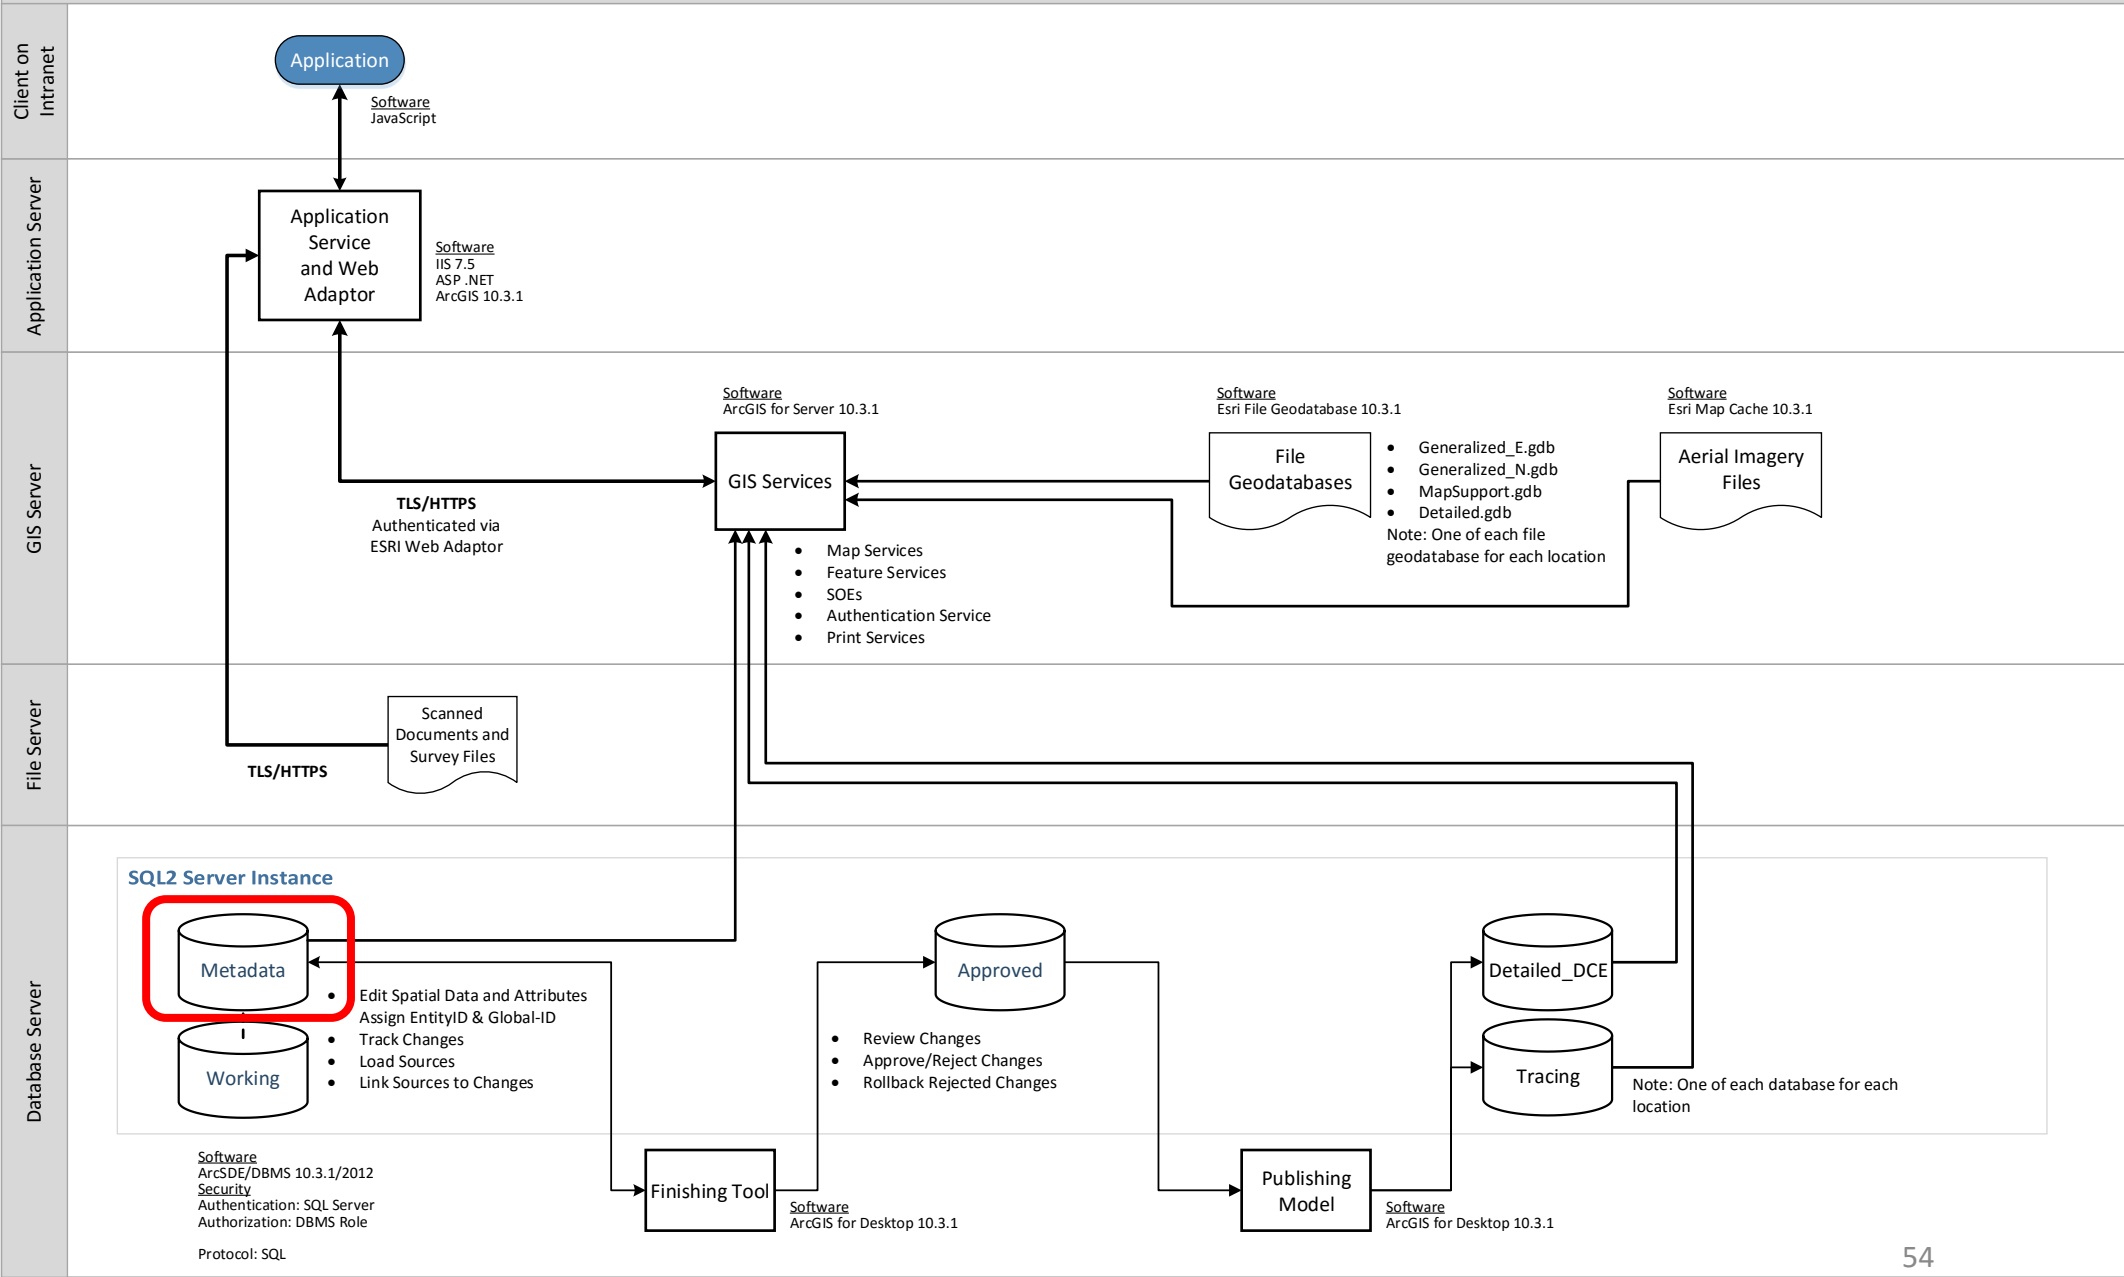 Client on
Intranet
Application
Software
JavaScript
Application Server
Application
Service
and Web
Adaptor
Software
IIS 7.5
ASP .NET
ArcGIS 10.3.1
GIS Server
TLS/HTTPS
Authenticated via
ESRI Web Adaptor
Software
ArcGIS for Server 10.3.1
GIS Services
• Map Services
• Feature Services
• SOEs
• Authentication Service
• Print Services
Software
Esri File Geodatabase 10.3.1
File
Geodatabases
• Generalized_E.gdb
• Generalized_N.gdb
• MapSupport.gdb
• Detailed.gdb
Note: One of each file
geodatabase for each location
Software
Esri Map Cache 10.3.1
Aerial Imagery
Files
File Server
Scanned
Documents and
Survey Files
TLS/HTTPS
Database Server
SQL2 Server Instance
Metadata
Working
• Edit Spatial Data and Attributes
Assign EntityID & Global-ID
• Track Changes
• Load Sources
• Link Sources to Changes
Approved
• Review Changes
• Approve/Reject Changes
• Rollback Rejected Changes
Detailed_DCE
Tracing
Note: One of each database for each
location
Software
ArcSDE/DBMS 10.3.1/2012
Security
Authentication: SQL Server
Authorization: DBMS Role
Protocol: SQL
Finishing Tool
Software
ArcGIS for Desktop 10.3.1
Publishing
Model
Software
ArcGIS for Desktop 10.3.1
54